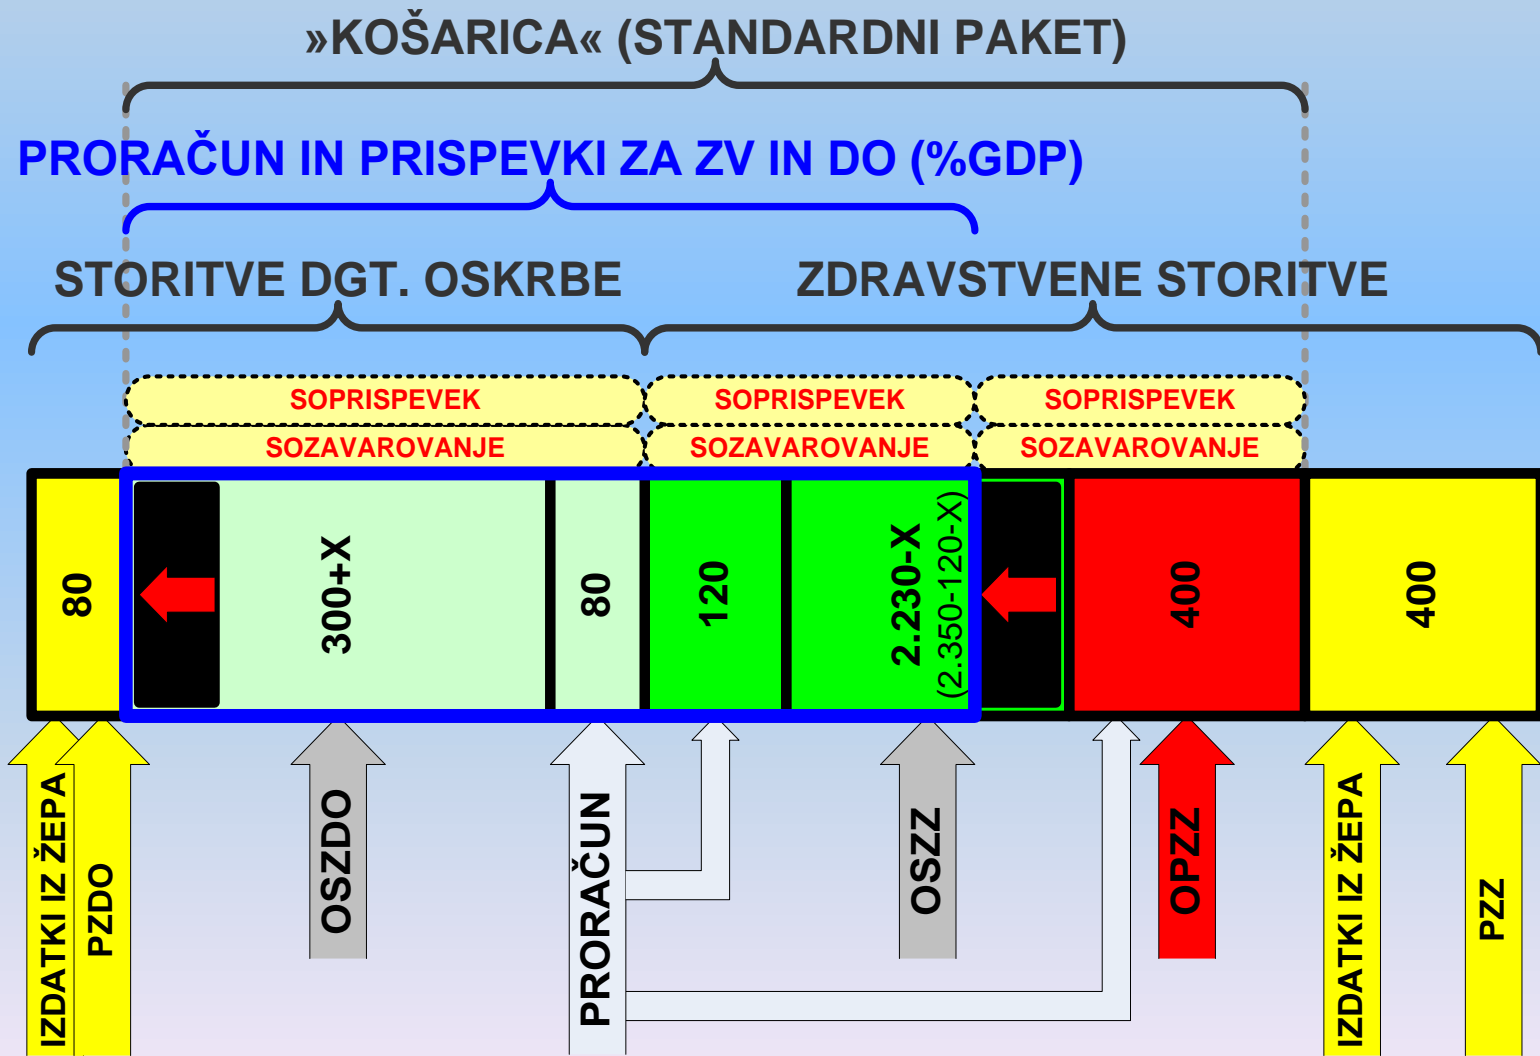 »KOŠARICA« (STANDARDNI PAKET)
PRORAČUN IN PRISPEVKI ZA ZV IN DO (%GDP)
STORITVE DGT. OSKRBE
ZDRAVSTVENE STORITVE
SOPRISPEVEK
SOPRISPEVEK
SOPRISPEVEK
SOZAVAROVANJE
SOZAVAROVANJE
SOZAVAROVANJE
80
300+X
80
120
2.230-X
(2.350-120-X)
400
400
IZDATKI IZ ŽEPA
PZDO
OSZDO
PRORAČUN
OSZZ
OPZZ
IZDATKI IZ ŽEPA
PZZ